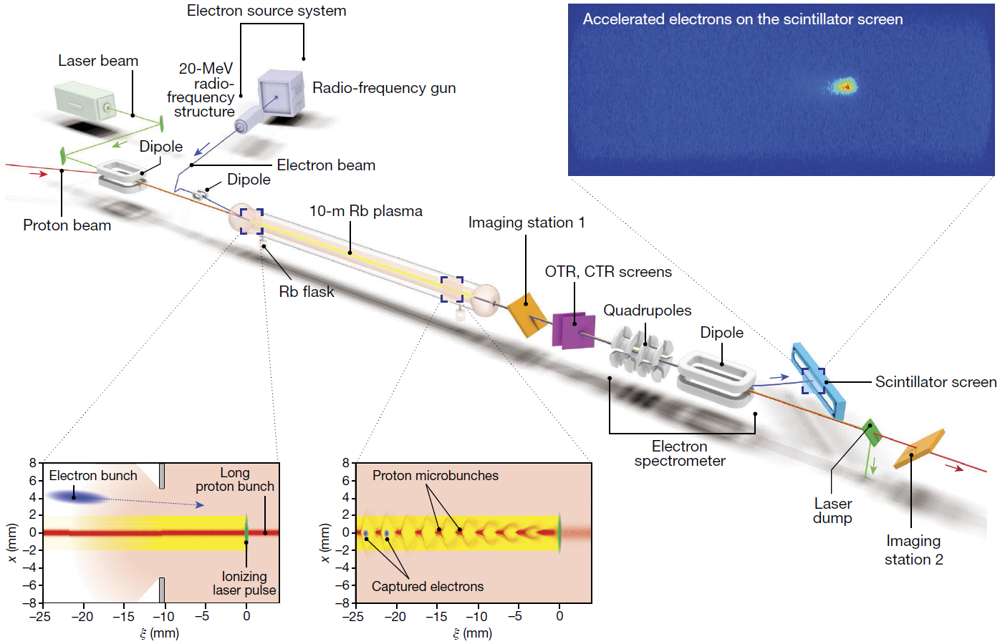 Electron source system
Laser beam
20-MeV
radio-
frequency
structure
Radio-frequency gun
Accelerated electrons on the scintillator screen
Dipole
Electron beam
Dipole
Proton beam
10-m Rb plasma
Imaging station 1
Rb flask
OTR, CTR screens
Quadrupoles
Dipole
Scintillator screen
Electron
spectrometer
Laser
dump
Imaging
station 2
8
6
4
2
0
–2
–4
–6
–8
x (mm)
Electron bunch
Long
proton bunch
Ionizing
laser pulse
–25
–20
–15
–10
–5
0
ξ (mm)
8
6
4
2
0
–2
–4
–6
–8
x (mm)
Proton microbunches
Captured electrons
–25
–20
–15
–10
–5
0
ξ (mm)